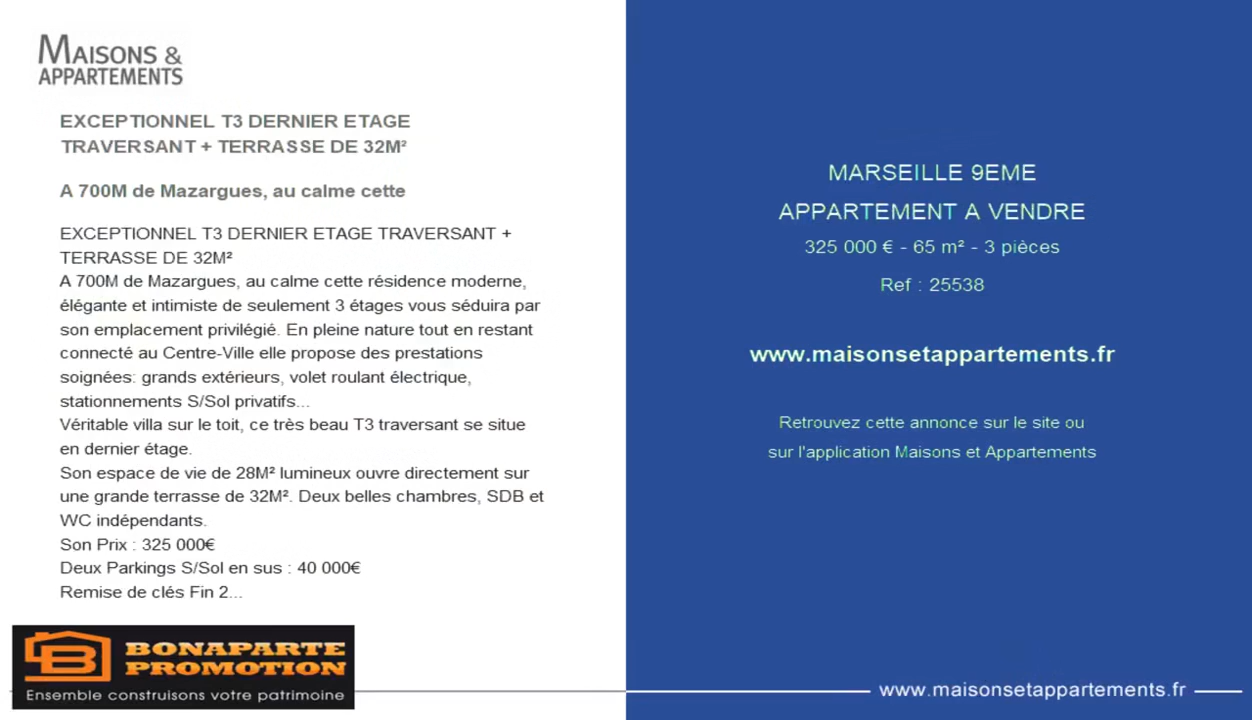 MAISONS &
APPARTEMENTS
EXCEPTIONNEL T3 DERNIER ETAGE
TRAVERSANT + TERRASSE DE 32M²
A 700M de Mazargues, au calme cette
EXCEPTIONNEL T3 DERNIER ETAGE TRAVERSANT +
TERRASSE DE 32M²
A 700M de Mazargues, au calme cette résidence moderne,
élégante et intimiste de seulement 3 étages vous séduira par
son emplacement privilégié. En pleine nature tout en restant
connecté au Centre-Ville elle propose des prestations
soignées: grands extérieurs, volet roulant électrique,
stationnements S/Sol privatifs...
Véritable villa sur le toit, ce très beau T3 traversant se situe
en dernier étage.
Son espace de vie de 28M² lumineux ouvre directement sur
une grande terrasse de 32M². Deux belles chambres, SDB et
WC indépendants.
Son Prix : 325 000€
Deux Parkings S/Sol en sus : 40 000€
Remise de clés Fin 2...
BONAPARTE
PROMOTION
Ensemble construisons votre patrimoine
MARSEILLE 9EME
APPARTEMENT A VENDRE
325 000 € - 65 m² - 3 pièces
Ref : 25538
www.maisonsetappartements.fr
Retrouvez cette annonce sur le site ou
sur l'application Maisons et Appartements
www.maisonsetappartements.fr